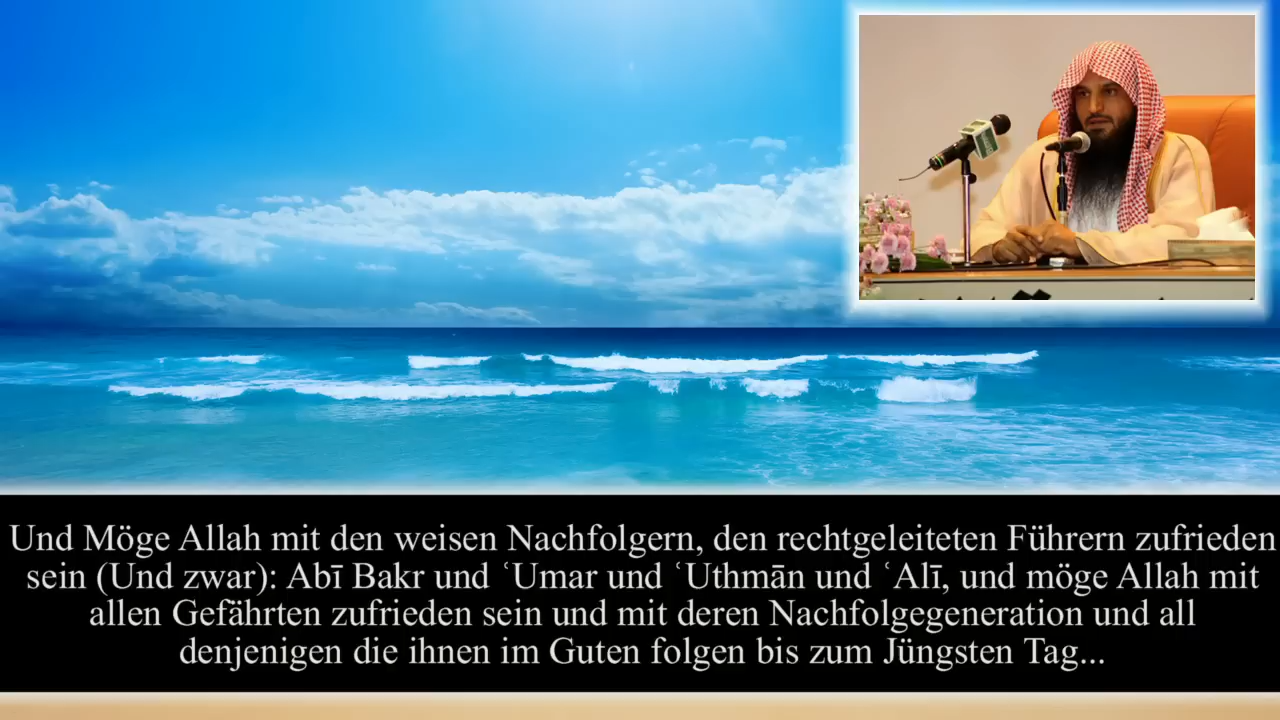 Und Möge Allah mit den weisen Nachfolgern, den rechtgeleiteten Führern zufrieden
sein (Und zwar): Abī Bakr und ʿUmar und ʿUthmān und ʿAlī, und möge Allah mit
allen Gefährten zufrieden sein und mit deren Nachfolgegeneration und all
denjenigen die ihnen im Guten folgen bis zum Jüngsten Tag...